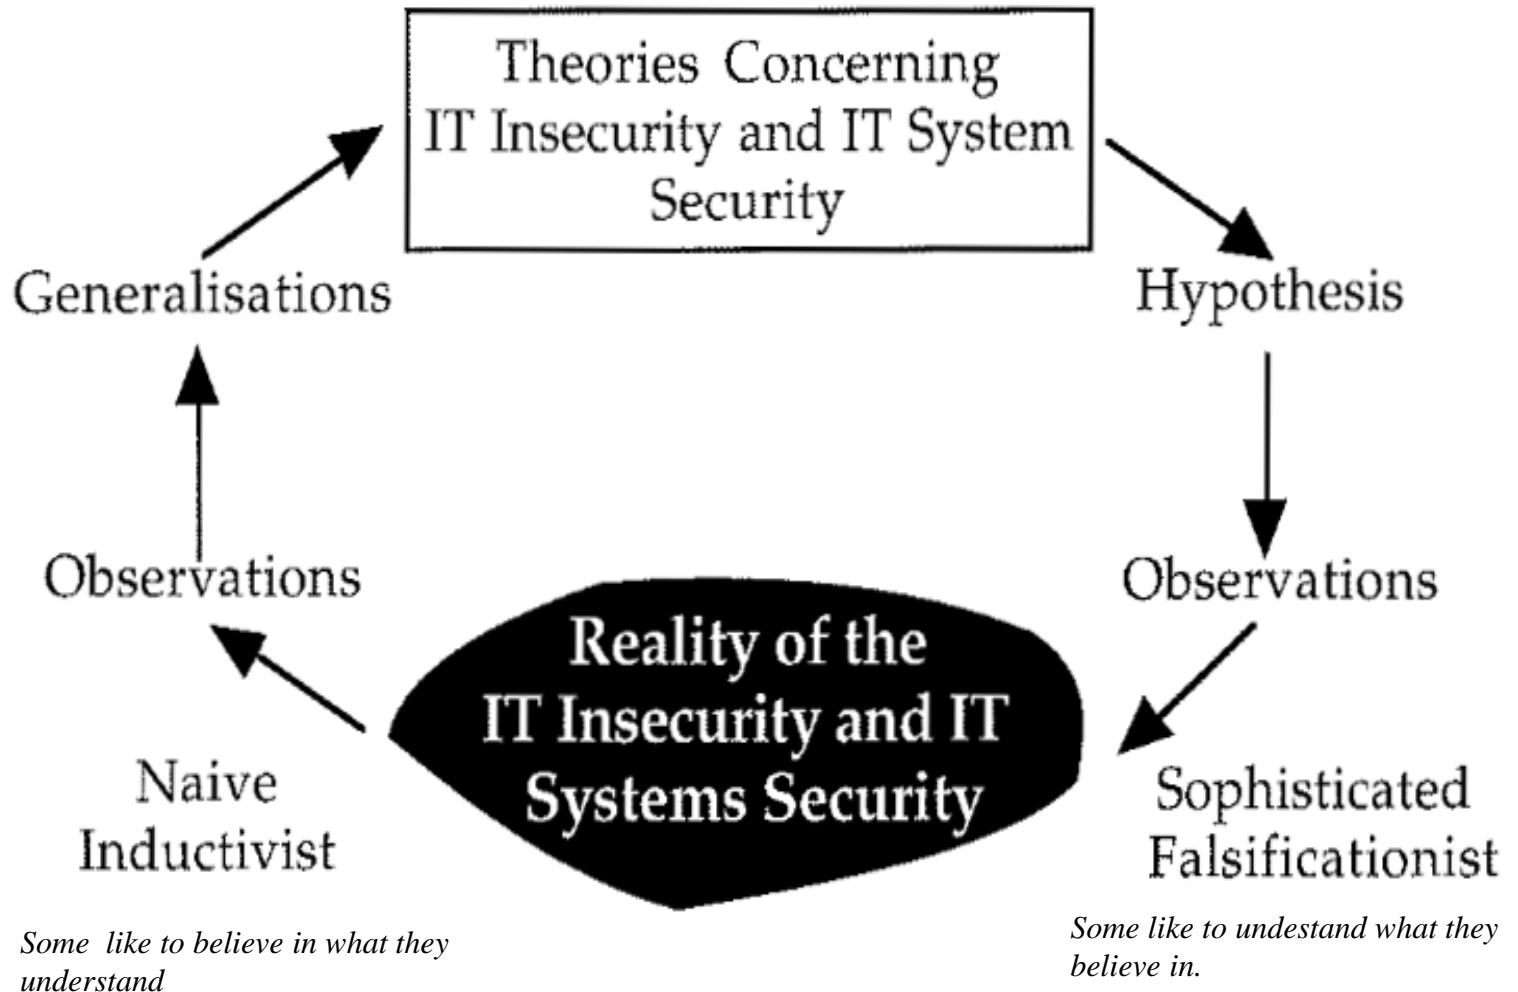 Theories Concerning
IT Insecurity and IT System
Security
Generalisations
Hypothesis
Observations
Observations
Reality of the
IT Insecurity and IT
Systems Security
Naive
Inductivist
Sophisticated
Falsificationist
Some like to believe in what they
understand
Some like to undestand what they
believe in.